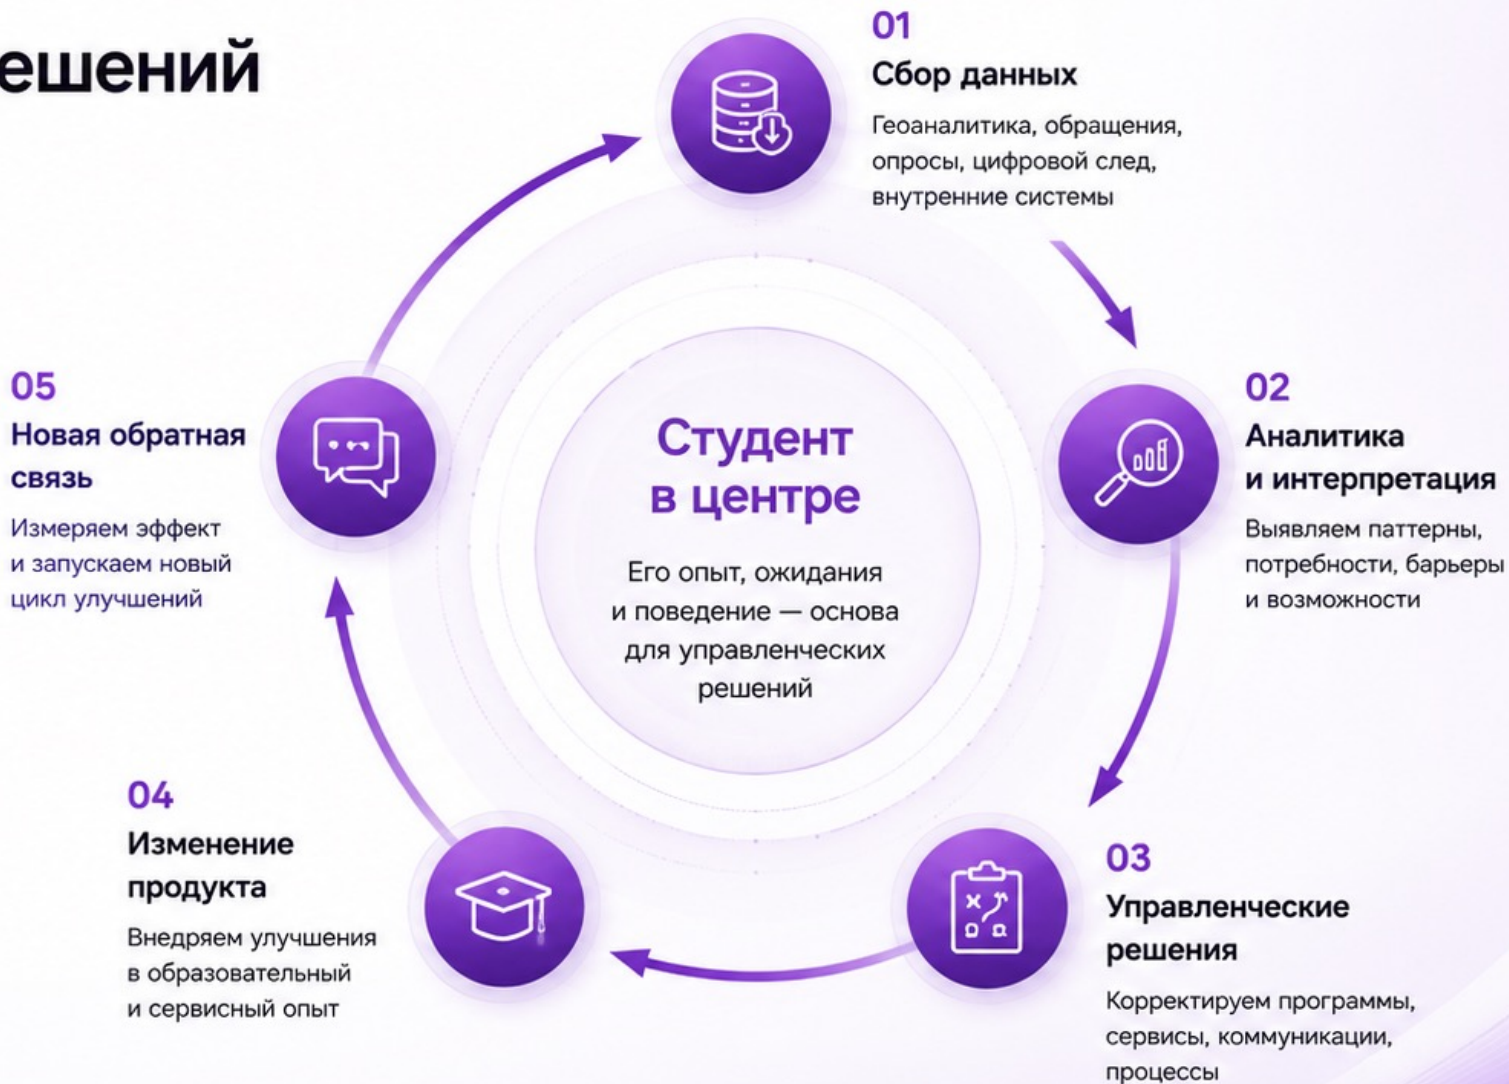 ешений
01
Сбор данных
Геоаналитика, обращения,
опросы, цифровой след,
внутренние системы
02
Аналитика
и интерпретация
Выявляем паттерны,
потребности, барьеры
и возможности
03
Управленческие
решения
Корректируем программы,
сервисы, коммуникации,
процессы
04
Изменение
продукта
Внедряем улучшения
в образовательный
и сервисный опыт
05
Новая обратная
связь
Измеряем эффект
и запускаем новый
цикл улучшений
Студент
в центре
Его опыт, ожидания
и поведение — основа
для управленческих
решений